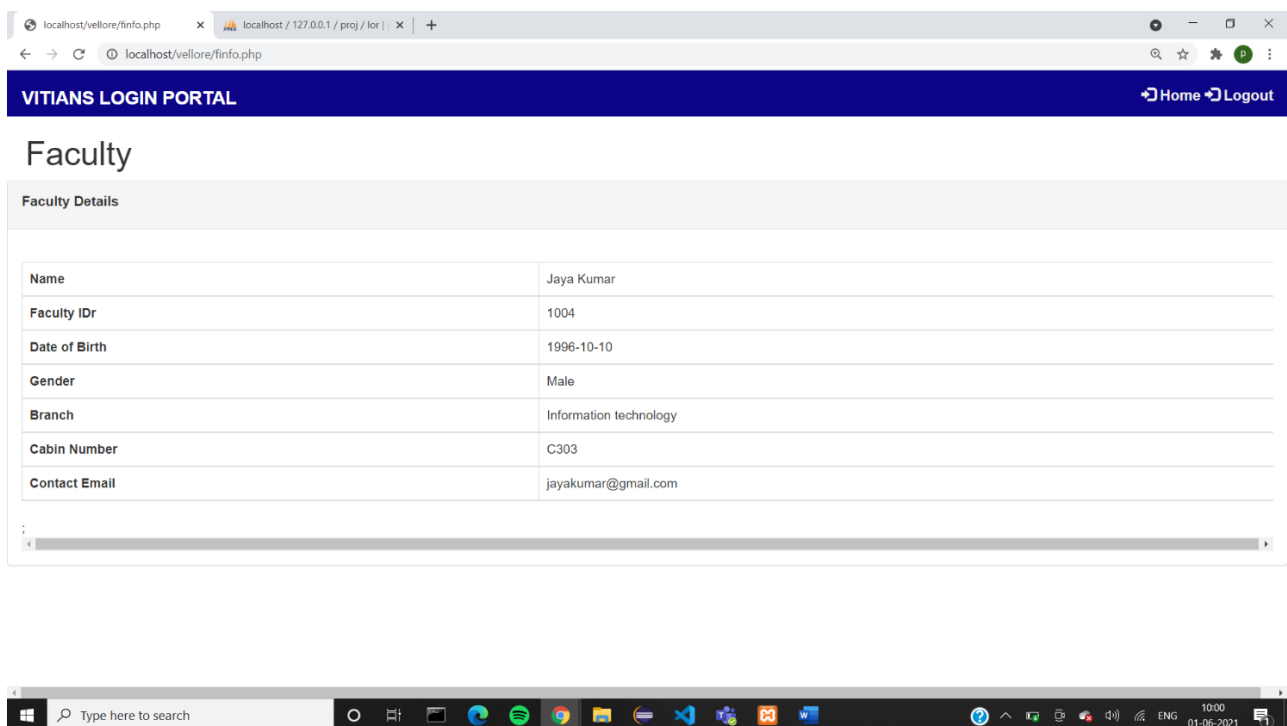 localhost/vellore/finfo.php
localhost / 127.0.0.1 / proj / lor |
localhost/vellore/finfo.php
P
VITIANS LOGIN PORTAL
Home Logout
Faculty
Faculty Details
Name Jaya Kumar
Faculty IDr 1004
Date of Birth 1996-10-10
Gender Male
Branch Information technology
Cabin Number C303
Contact Email jayakumar@gmail.com
;
Type here to search
ENG
10:00
01-06-2021